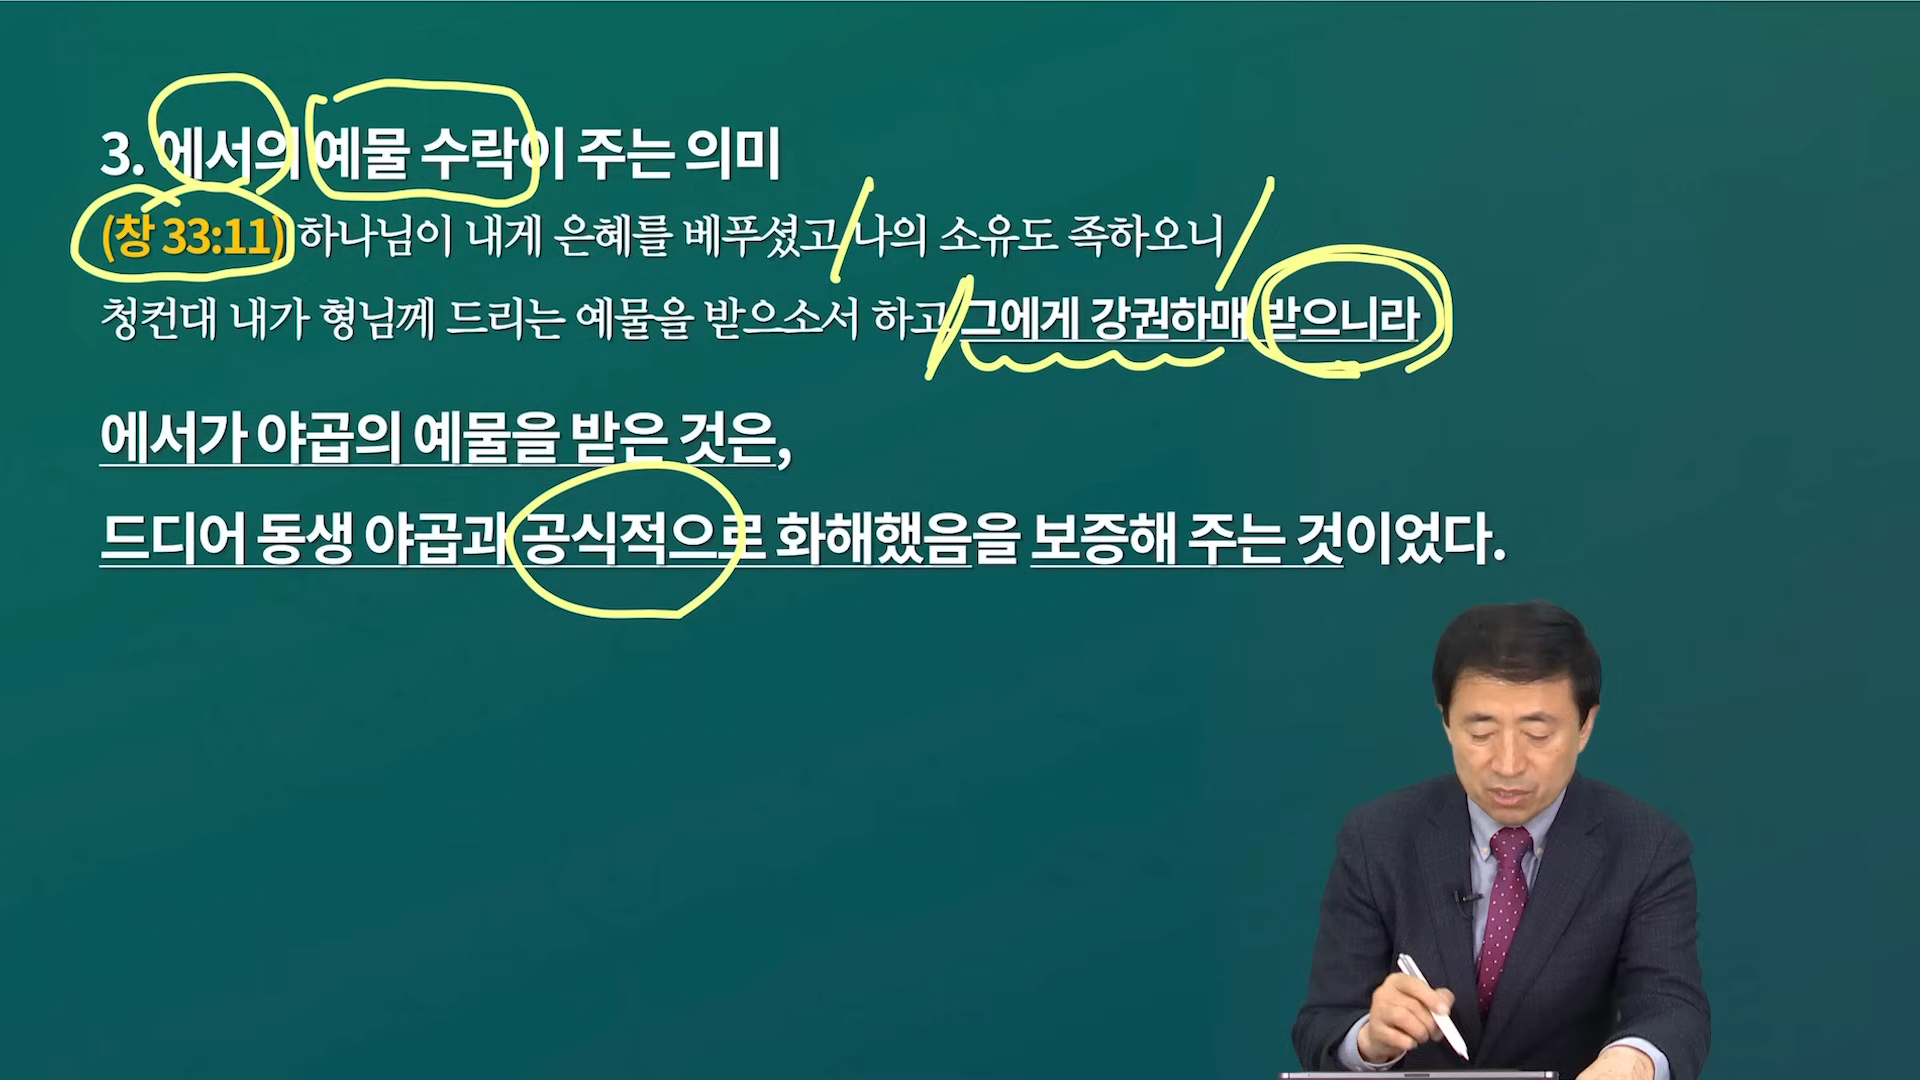 3. 에서의 예물 수락이 주는 의미
(창 33:11) 하나님이 내게 은혜를 베푸셨고 나의 소유도 족하오니
청컨대 내가 형님께 드리는 예물을 받으소서 하고 그에게 강권하매 받으니라
에서가 야곱의 예물을 받은 것은,
드디어 동생 야곱과 공식적으로 화해했음을 보증해 주는 것이었다.